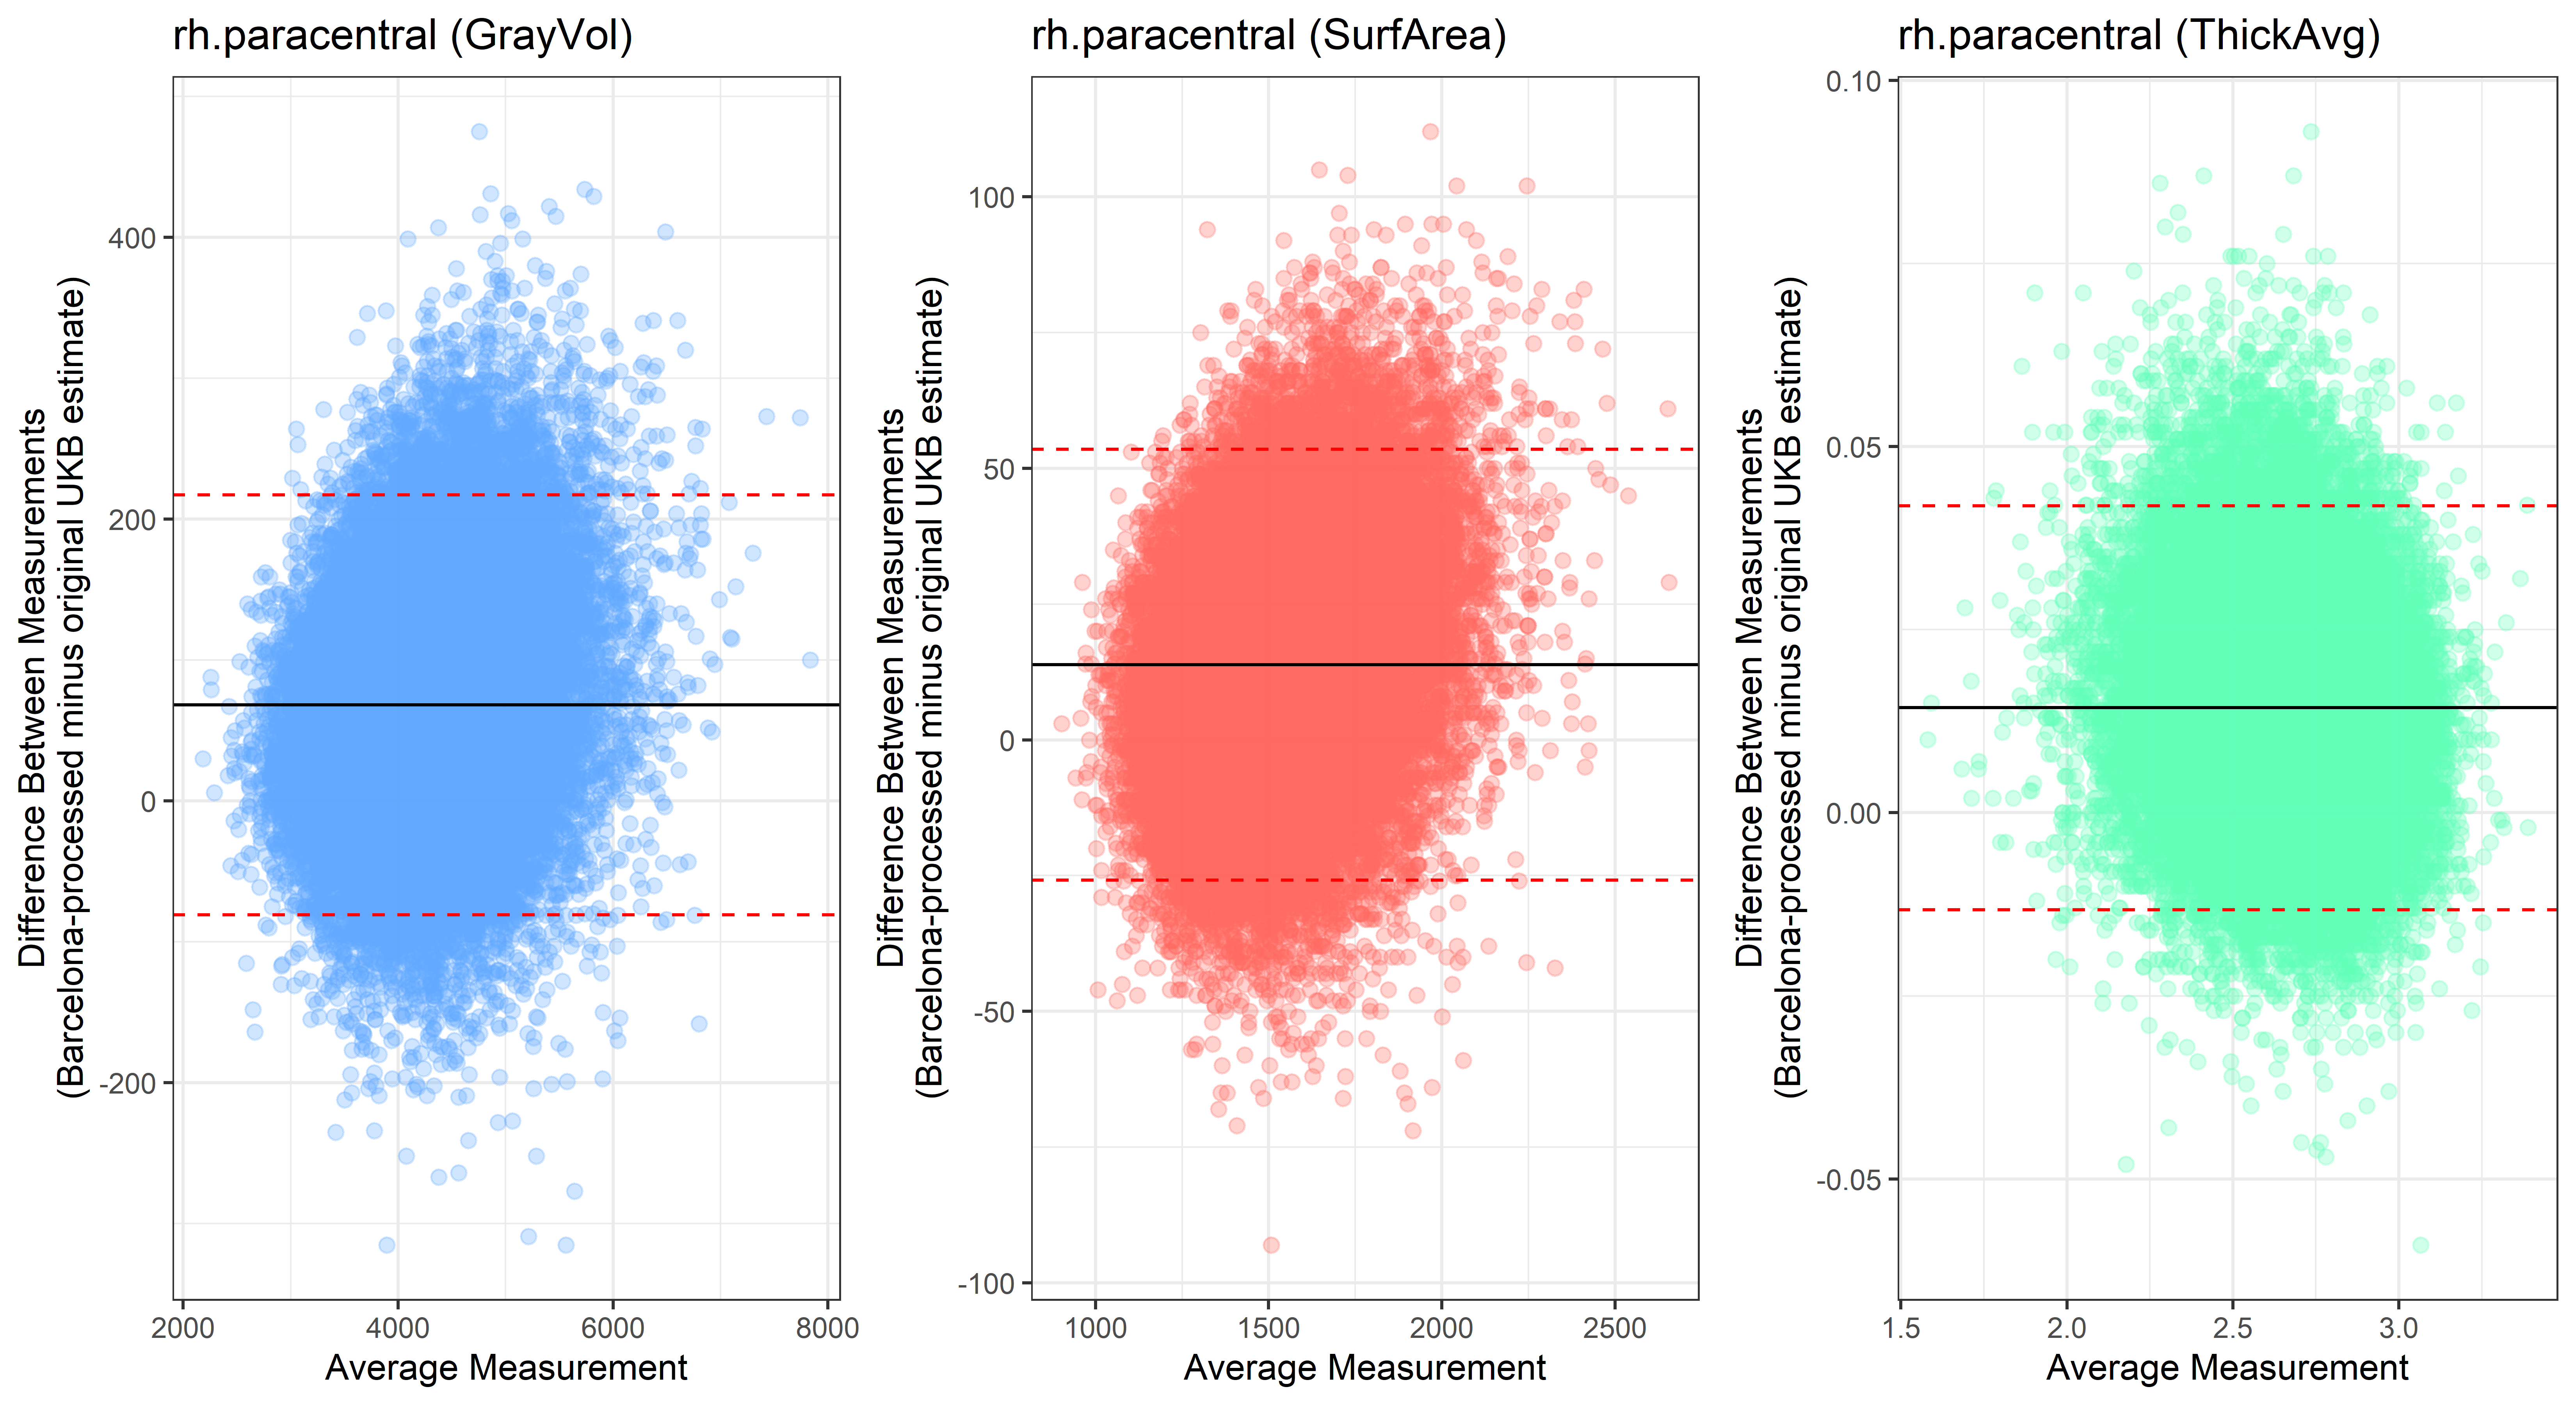 rh.paracentral (GrayVol)
Difference Between Measurements
(Barcelona-processed minus original UKB estimate)
400
200
0
-200
2000 4000 6000 8000
Average Measurement
rh.paracentral (SurfArea)
Difference Between Measurements
(Barcelona-processed minus original UKB estimate)
100
50
0
-50
-100
1000 1500 2000 2500
Average Measurement
rh.paracentral (ThickAvg)
Difference Between Measurements
(Barcelona-processed minus original UKB estimate)
0.10
0.05
0.00
-0.05
1.5 2.0 2.5 3.0
Average Measurement